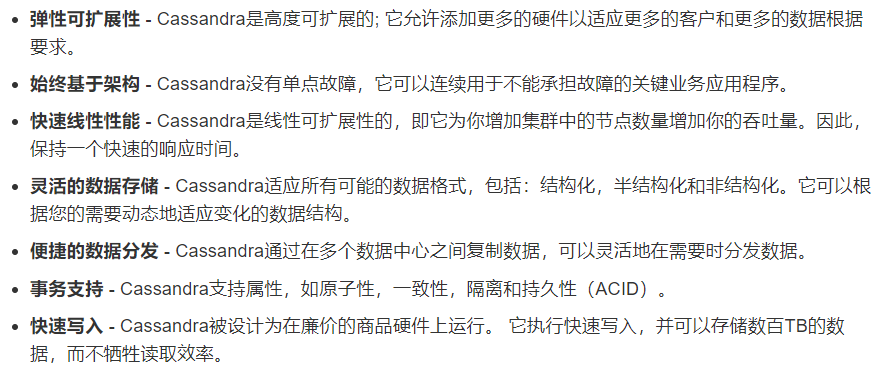 弹性可扩展性 - Cassandra是高度可扩展的; 它允许添加更多的硬件以适应更多的客户和更多的数据根据
要求。
始终基于架构 - Cassandra没有单点故障，它可以连续用于不能承担故障的关键业务应用程序。
快速线性性能 - Cassandra是线性可扩展性的，即它为你增加集群中的节点数量增加你的吞吐量。因此，
保持一个快速的响应时间。
灵活的数据存储 - Cassandra适应所有可能的数据格式，包括：结构化，半结构化和非结构化。它可以根
据您的需要动态地适应变化的数据结构。
便捷的数据分发 - Cassandra通过在多个数据中心之间复制数据，可以灵活地在需要时分发数据。
事务支持 - Cassandra支持属性，如原子性，一致性，隔离和持久性（ACID）。
快速写入 - Cassandra被设计为在廉价的商品硬件上运行。 它执行快速写入，并可以存储数百TB的数
据，而不牺牲读取效率。